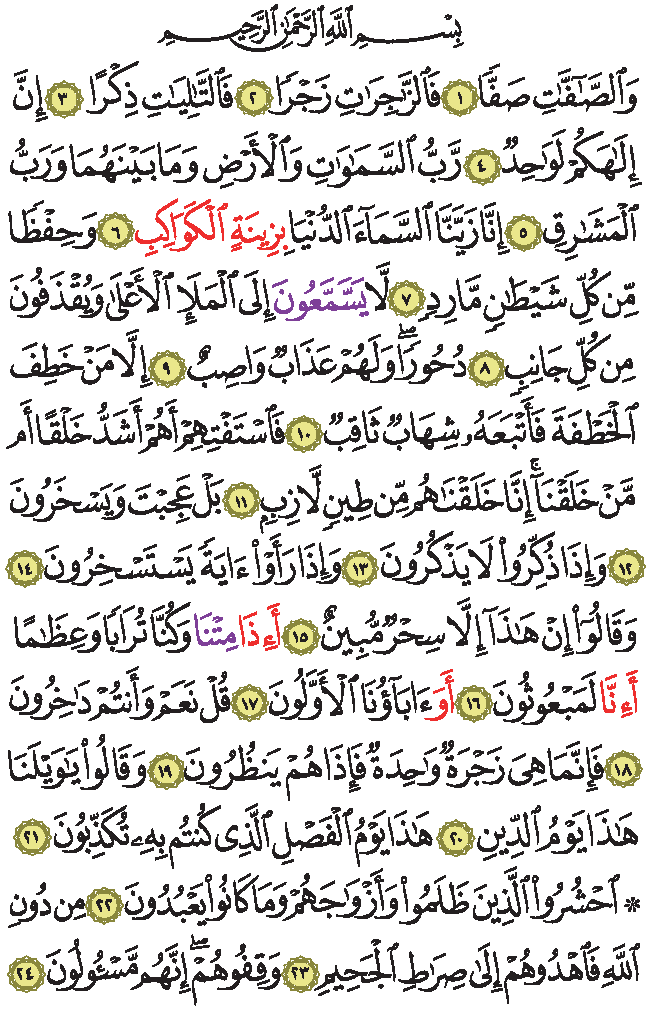 بِسْمِ ٱللَّهِ ٱلرَّحْمَٰنِ ٱلرَّحِيمِ
وَٱلصَّـٰٓفَّـٰتِ صَفًّا ١ فَٱلزَّٰجِرَٰتِ زَجْرًا ٢ فَٱلتَّـٰلِيَـٰتِ ذِكْرًا ٣ إِنَّ
إِلَـٰهَكُمْ لَوَٰحِدٌ ٤ رَّبُّ ٱلسَّمَـٰوَٰتِ وَٱلْأَرْضِ وَمَا بَيْنَهُمَا وَرَبُّ
ٱلْمَشَـٰرِقِ ٥ إِنَّا زَيَّنَّا ٱلسَّمَآءَ ٱلدُّنْيَا بِزِينَةٍ ٱلْكَوَاكِبِ ٦ وَحِفْظًا
مِّن كُلِّ شَيْطَـٰنٍ مَّارِدٍ ٧ لَّا يَسَّمَّعُونَ إِلَى ٱلْمَلَإِ ٱلْأَعْلَىٰ وَيُقْذَفُونَ
مِن كُلِّ جَانِبٍ ٨ دُحُورًا ۖ وَلَهُمْ عَذَابٌ وَاصِبٌ ٩ إِلَّا مَنْ خَطِفَ
ٱلْخَطْفَةَ فَأَتْبَعَهُۥ شِهَابٌ ثَاقِبٌ ١٠ فَٱسْتَفْتِهِمْ أَهُمْ أَشَدُّ خَلْقًا أَم
مَّنْ خَلَقْنَآ ۚ إِنَّا خَلَقْنَـٰهُم مِّن طِينٍ لَّازِبٍ ١١ بَلْ عَجِبْتَ وَيَسْخَرُونَ
١٢ وَإِذَا ذُكِّرُوا۟ لَا يَذْكُرُونَ ١٣ وَإِذَا رَأَوْا۟ ءَايَةً يَسْتَسْخِرُونَ ١٤
وَقَالُوٓا۟ إِنْ هَـٰذَآ إِلَّا سِحْرٌ مُّبِينٌ ١٥ أَءِذَا مِتْنَا وَكُنَّا تُرَابًا وَعِظَـٰمًا
أَءِنَّا لَمَبْعُوثُونَ ١٦ أَوَ ءَابَآؤُنَا ٱلْأَوَّلُونَ ١٧ قُلْ نَعَمْ وَأَنتُمْ دَٰخِرُونَ
١٨ فَإِنَّمَا هِىَ زَجْرَةٌ وَٰحِدَةٌ فَإِذَا هُمْ يَنظُرُونَ ١٩ وَقَالُوا۟ يَـٰوَيْلَنَا
هَـٰذَا يَوْمُ ٱلدِّينِ ٢٠ هَـٰذَا يَوْمُ ٱلْفَصْلِ ٱلَّذِى كُنتُم بِهِۦ تُكَذِّبُونَ ٢١
۞ ٱحْشُرُوا۟ ٱلَّذِينَ ظَلَمُوا۟ وَأَزْوَٰجَهُمْ وَمَا كَانُوا۟ يَعْبُدُونَ ٢٢ مِن دُونِ
ٱللَّهِ فَٱهْدُوهُمْ إِلَىٰ صِرَٰطِ ٱلْجَحِيمِ ٢٣ وَقِفُوهُمْ ۖ إِنَّهُم مَّسْـُٔولُونَ ٢٤